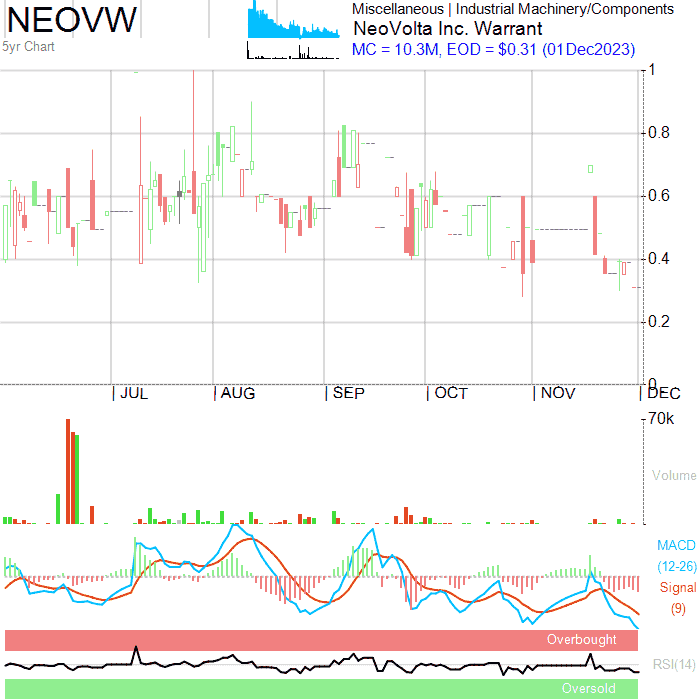 NEOVW
Miscellaneous | Industrial Machinery/Components
NeoVolta Inc. Warrant
5yr Chart
MC = 10.3M, EOD = $0.31 (01Dec2023)
1
0.8
0.6
0.4
0.2
0
| JUL | AUG | SEP | OCT | NOV | DEC
70k
Volume
MACD
(12-26)
Signal
(9)
Overbought
RSI(14)
Oversold